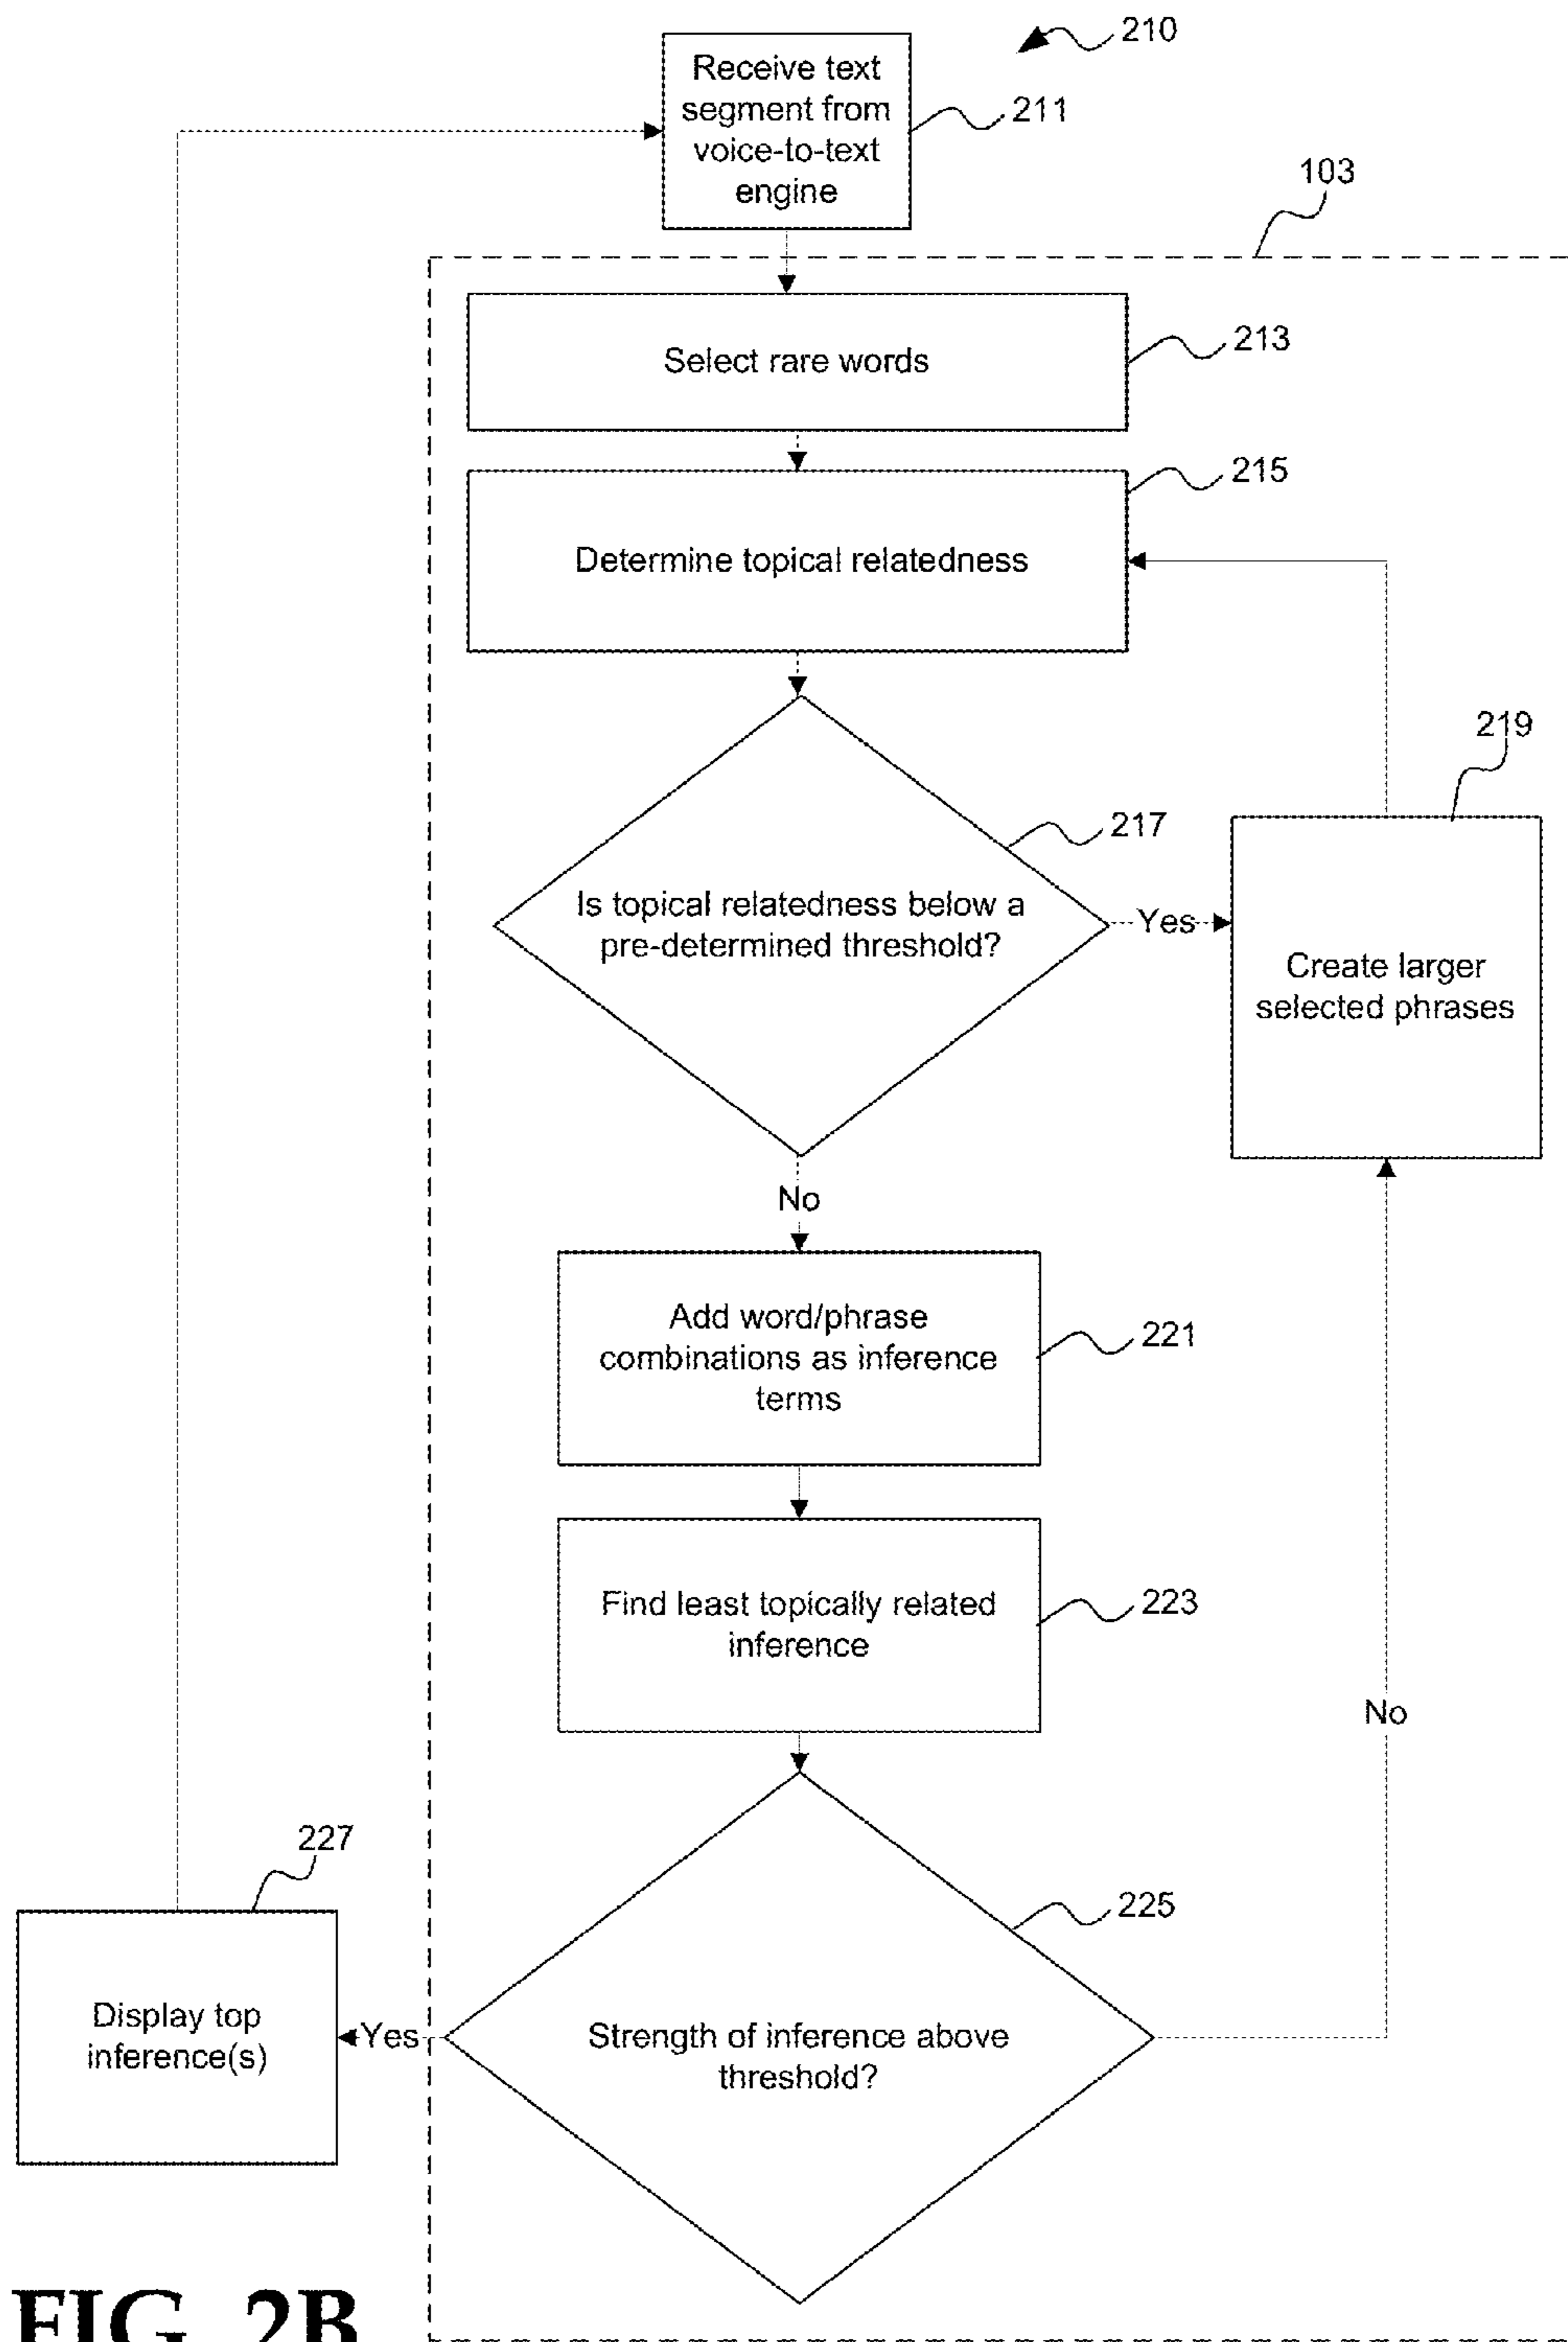 210
Receive text
segment from
voice-to-text
engine
211
103
Select rare words
213
215
Determine topical relatedness
219
217
Is topical relatedness below a
pre-determined threshold?
Yes
Create larger
selected phrases
No
Add word/phrase
combinations as inference
terms
221
Find least topically related
inference
223
No
227
225
Display top
inference(s)
Yes
Strength of inference above
threshold?
FIG. 2B